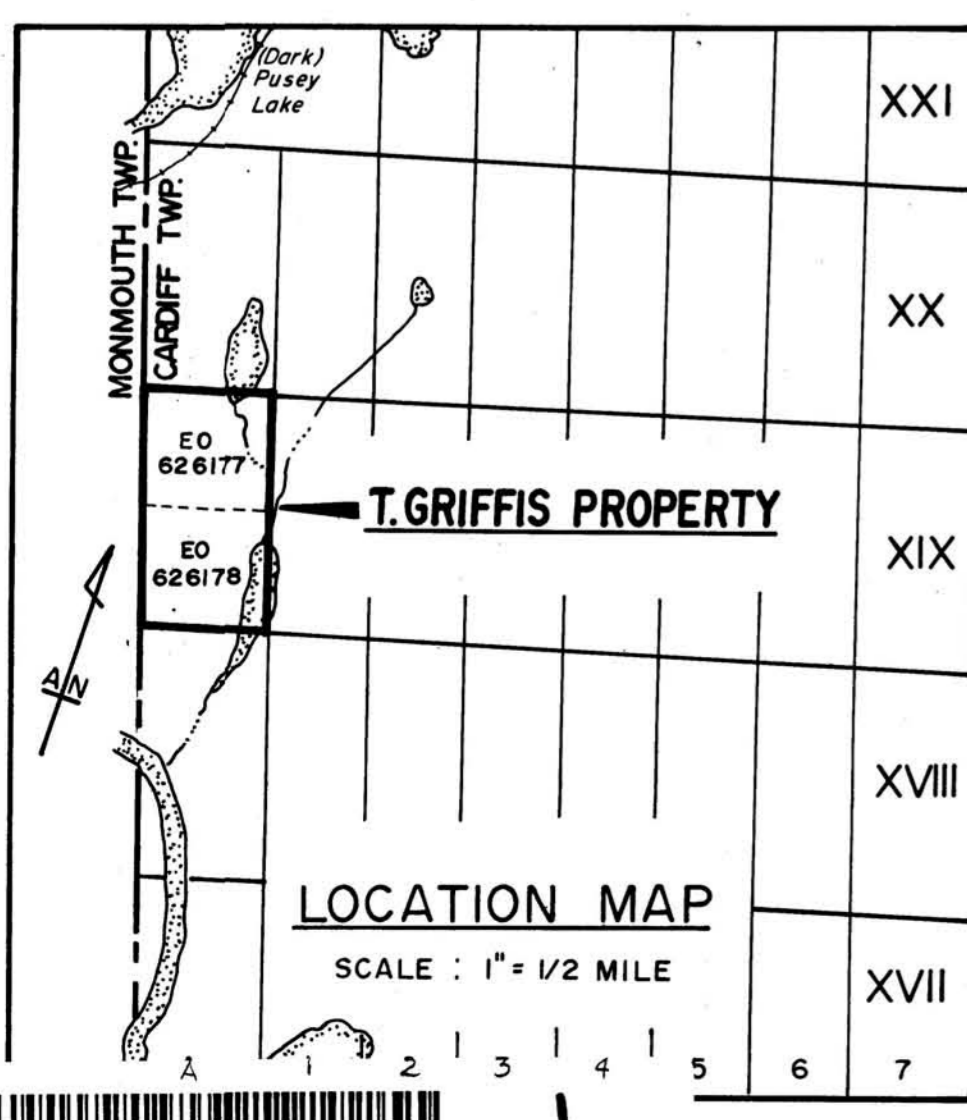 (Dark)
Pusey
Lake
XXI
MONMOUTH TWP.
CARDIFF TWP.
XX
EO
626177
T. GRIFFIS PROPERTY
EO
626178
XIX
AN
XVIII
LOCATION MAP
SCALE : 1" = 1/2 MILE
XVII
A 1 2 3 4 5 6 7